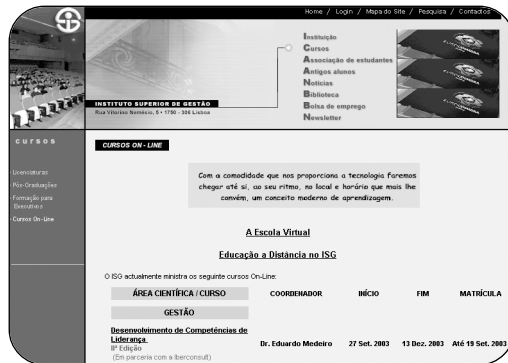 Home / Login / Mapa do Site / Pesquisa / Contactos
Instituição
Cursos
Associação de estudantes
Antigos alunos
Notícias
Biblioteca
Bolsa de emprego
Newsletter
INSTITUTO SUPERIOR DE GESTÃO
Rua Vitorino Nemésio, 5 • 1750 - 306 Lisboa
CURSOS
Licenciaturas
Pós-Graduações
Formação para
Executivos
Cursos On-Line
CURSOS ON - LINE
Com a comodidade que nos proporciona a tecnologia faremos
chegar até si, ao seu ritmo, no local e horário que mais lhe
convém, um conceito moderno de aprendizagem.
A Escola Virtual
Educação a Distância no ISG
O ISG actualmente ministra os seguinte cursos On-Line:
ÁREA CIENTÍFICA / CURSO COORDENADOR INÍCIO FIM MATRÍCULA
GESTÃO
Desenvolvimento de Competências de
Liderança
IIª Edição
(Em parceria com a Iberconsult)
Dr. Eduardo Medeiro 27 Set. 2003 13 Dez. 2003 Até 19 Set. 2003